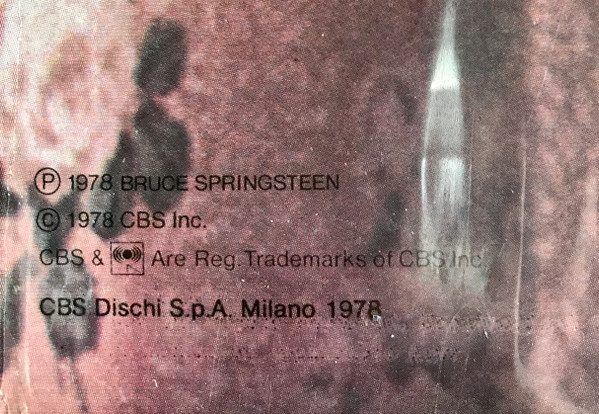 Ⓟ 1978 BRUCE SPRINGSTEEN
© 1978 CBS Inc.
CBS & Are Reg. Trademarks of CBS Inc.
CBS Dischi S.p.A. Milano 1978